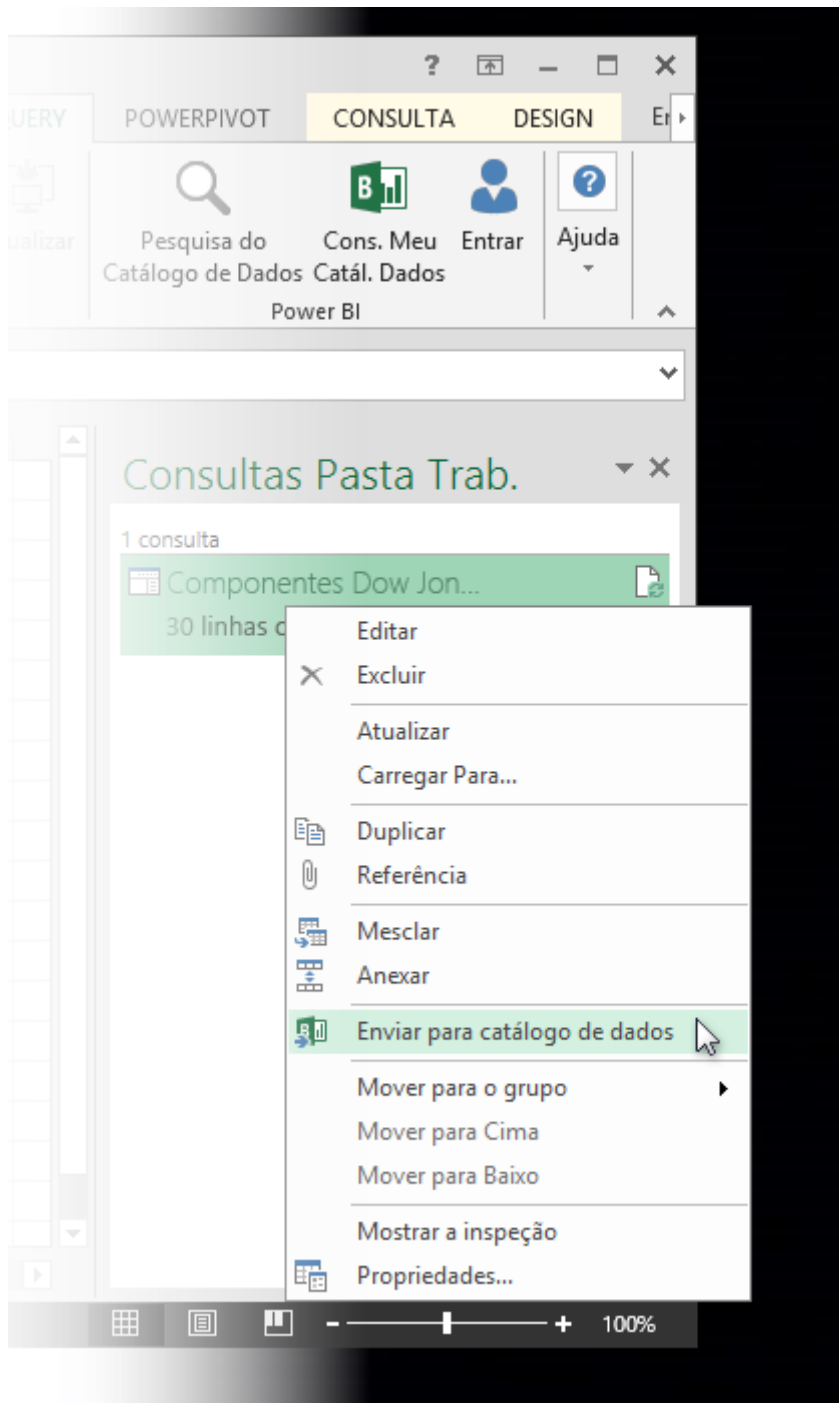 ?
QUERY POWERPIVOT CONSULTA DESIGN
Pesquisa do
Catálogo de Dados
Cons. Meu
Catál. Dados
Entrar
Ajuda
Power BI
Consultas Pasta Trab.
1 consulta
Componentes Dow Jon...
30 linhas
Editar
Excluir
Atualizar
Carregar Para...
Duplicar
Referência
Mesclar
Anexar
Enviar para catálogo de dados
Mover para o grupo
Mover para Cima
Mover para Baixo
Mostrar a inspeção
Propriedades...
100%